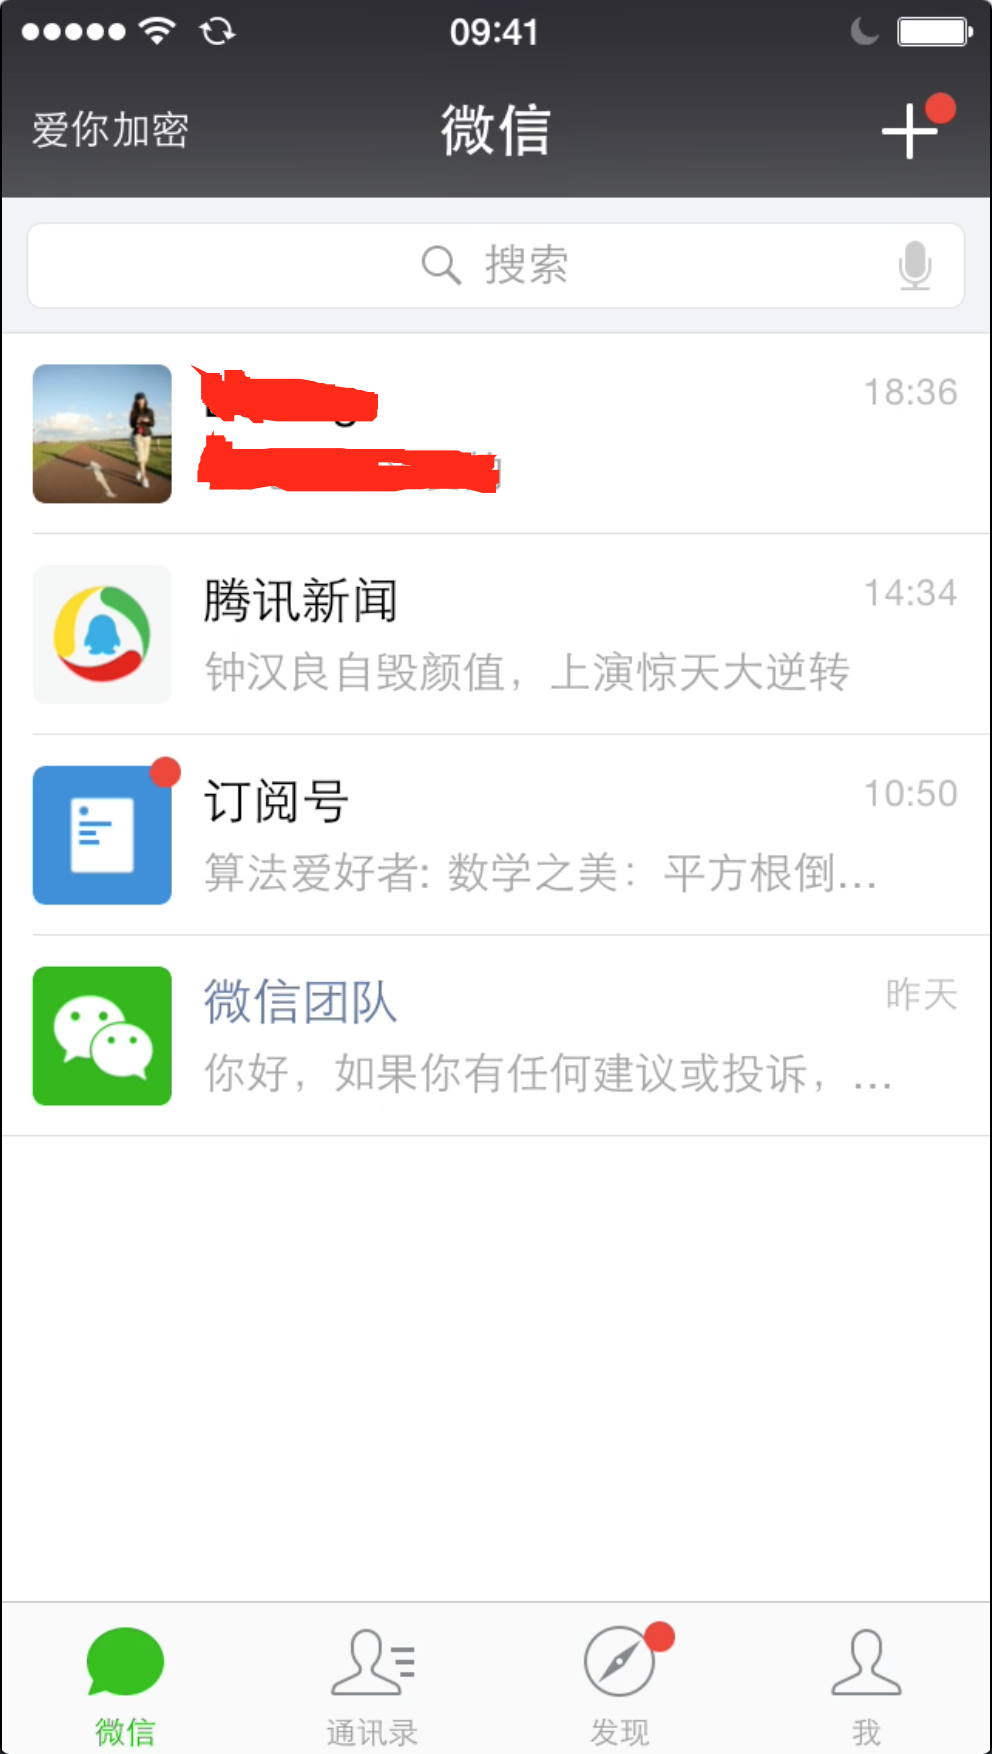 09:41
爱你加密
微信
搜索
18:36
腾讯新闻
14:34
钟汉良自毁颜值，上演惊天大逆转
订阅号
10:50
算法爱好者: 数学之美：平方根倒...
微信团队
昨天
你好，如果你有任何建议或投诉，...
微信
通讯录
发现
我